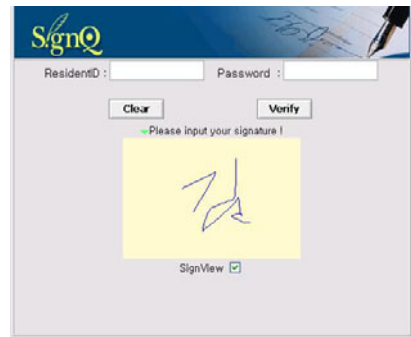 SignQ
ResidentID : Password :
Clear Verify
Please input your signature !
SignView